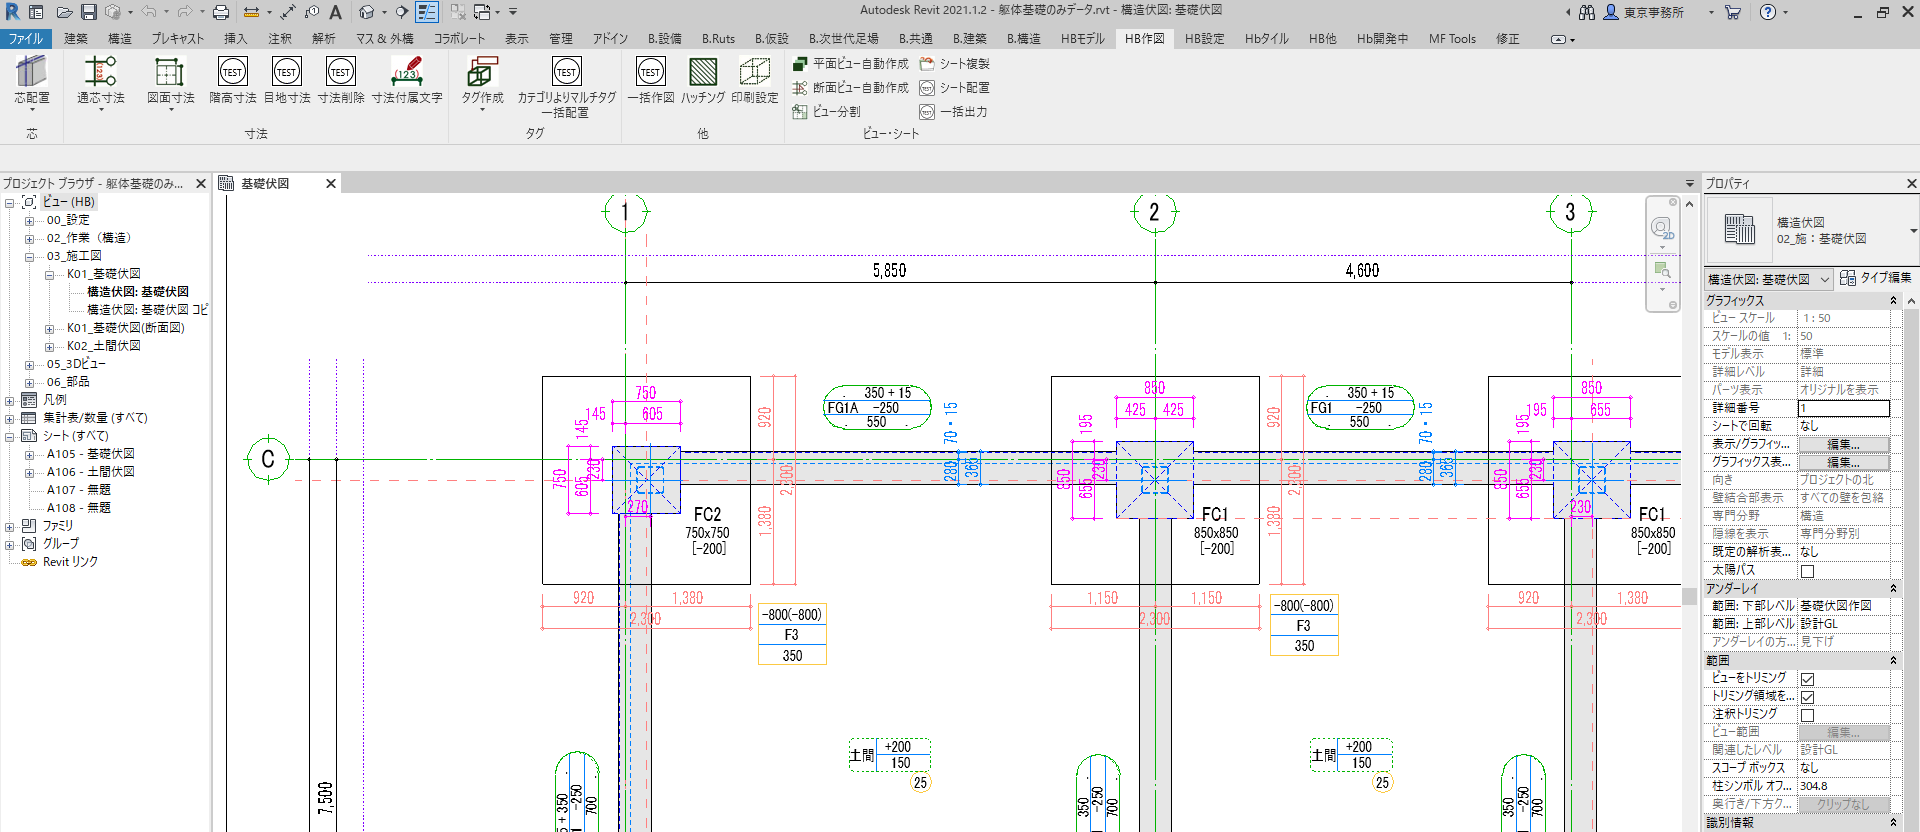 Autodesk Revit 2021.1.2 - 躯体基礎のみデータ.rvt - 構造伏図: 基礎伏図
東京事務所
ファイル 建築 構造 プレキャスト 挿入 注釈 解析 マス & 外構 コラボレート 表示 管理 アドイン B.設備 B.Ruts B.仮設 B.次世代足場 B.共通 B.建築 B.構造 HBモデル HB作図 HB設定 Hbタイル HB他 Hb開発中 MF Tools 修正
芯配置
芯
通芯寸法 図面寸法 階高寸法 目地寸法 寸法削除 寸法付属文字
TEST TEST TEST
寸法
タグ作成 カテゴリよりマルチタグ
一括配置
TEST
タグ
一括作図 ハッチング 印刷設定
TEST
他
平面ビュー自動作成 シート複製
断面ビュー自動作成 シート配置
ビュー分割 一括出力
ビュー・シート
プロジェクト ブラウザ - 躯体基礎のみ...
ビュー (HB)
00_設定
02_作業（構造）
03_施工図
K01_基礎伏図
構造伏図: 基礎伏図
構造伏図: 基礎伏図 コピ
K01_基礎伏図(断面図)
K02_土間伏図
05_3Dビュー
06_部品
凡例
集計表/数量 (すべて)
シート (すべて)
A105 - 基礎伏図
A106 - 土間伏図
A107 - 無題
A108 - 無題
ファミリ
グループ
Revit リンク
基礎伏図
1 2 3
5,850 4,600
C
7,500
750
145 605
145
750
605
230
270
FC2
750x750
[-200]
920
2,300
1,380
920 1,380
2,300
-800(-800)
F3
350
350 + 15
FG1A -250
550
70・15
280
365
850
425 425
195
850
655
230
FC1
850x850
[-200]
920
2,300
1,380
1,150 1,150
2,300
-800(-800)
F3
350
350 + 15
FG1 -250
550
70・15
280
365
850
195 655
195
850
655
230
230
FC1
850x850
[-200]
920 1,380
2,300
土間 +200
150
25
土間 +200
150
25
-250
700
350
-250
700
350
-250
700
プロパティ
構造伏図
02_施：基礎伏図
構造伏図: 基礎伏図 タイプ編集
グラフィックス
ビュー スケール 1 : 50
スケールの値 1: 50
モデル表示 標準
詳細レベル 詳細
パーツ表示 オリジナルを表示
詳細番号 1
シートで回転 なし
表示/グラフィッ... 編集...
グラフィックス表... 編集...
向き プロジェクトの北
壁結合部表示 すべての壁を包絡
専門分野 構造
隠線を表示 専門分野別
既定の解析表... なし
太陽パス
アンダーレイ
範囲: 下部レベル 基礎伏図作図
範囲: 上部レベル 設計GL
アンダーレイの方... 見下げ
範囲
ビューをトリミング
トリミング領域を...
注釈トリミング
ビュー範囲 編集...
関連したレベル 設計GL
スコープ ボックス なし
柱シンボル オフ... 304.8
奥行き/下方ク... クリップなし
識別情報